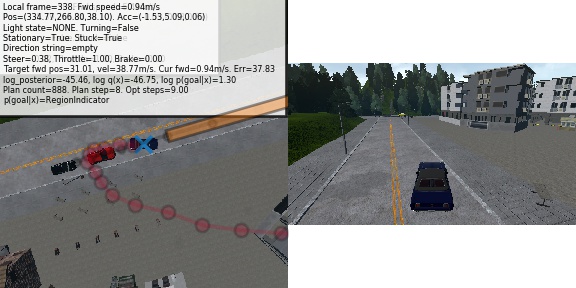 Local frame=338. Fwd speed=0.94m/s
Pos=(334.77,266.80,38.10). Acc=(-1.53,5.09,0.06)
Light state=NONE. Turning=False
Stationary=True. Stuck=True
Direction string=empty
Steer=0.38, Throttle=1.00, Brake=0.00
Target fwd pos=31.01, vel=38.77m/s. Cur fwd=0.94m/s. Err=37.83
log_posterior=-45.46, log q(x)=-46.75, log p(goal|x)=1.30
Plan count=888. Plan step=8. Opt steps=9.00
p(goal|x)=RegionIndicator